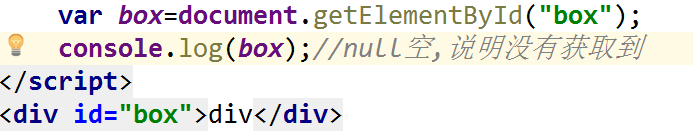 var box=document.getElementById("box");
console.log(box);//null空,说明没有获取到
</script>
<div id="box">div</div>